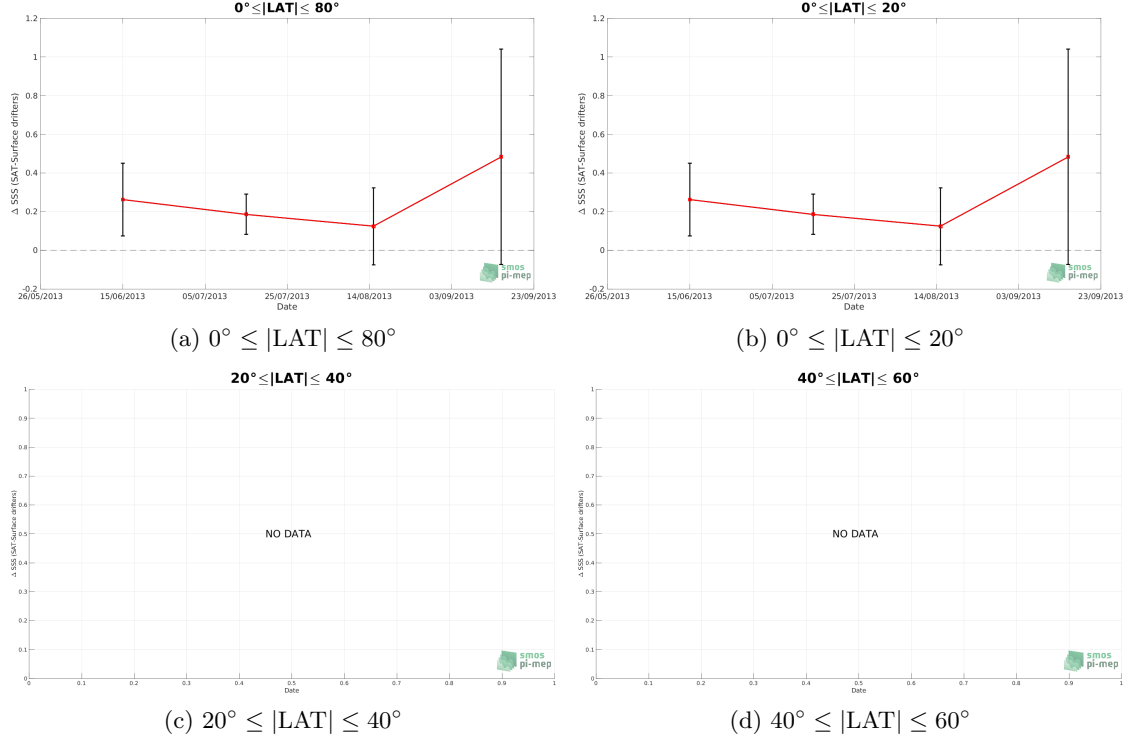 0°≤|LAT|≤ 80°
Δ SSS (SAT-Surface drifters)
1.2
1
0.8
0.6
0.4
0.2
0
-0.2
26/05/2013 15/06/2013 05/07/2013 25/07/2013 14/08/2013 03/09/2013 23/09/2013
Date
smos
pi-mep
(a) 0° ≤ |LAT| ≤ 80°
0°≤|LAT|≤ 20°
Δ SSS (SAT-Surface drifters)
1.2
1
0.8
0.6
0.4
0.2
0
-0.2
26/05/2013 15/06/2013 05/07/2013 25/07/2013 14/08/2013 03/09/2013 23/09/2013
Date
smos
pi-mep
(b) 0° ≤ |LAT| ≤ 20°
20°≤|LAT|≤ 40°
Δ SSS (SAT-Surface drifters)
1
0.9
0.8
0.7
0.6
0.5
0.4
0.3
0.2
0.1
0
NO DATA
0 0.1 0.2 0.3 0.4 0.5 0.6 0.7 0.8 0.9 1
Date
smos
pi-mep
(c) 20° ≤ |LAT| ≤ 40°
40°≤|LAT|≤ 60°
Δ SSS (SAT-Surface drifters)
1
0.9
0.8
0.7
0.6
0.5
0.4
0.3
0.2
0.1
0
NO DATA
0 0.1 0.2 0.3 0.4 0.5 0.6 0.7 0.8 0.9 1
Date
smos
pi-mep
(d) 40° ≤ |LAT| ≤ 60°